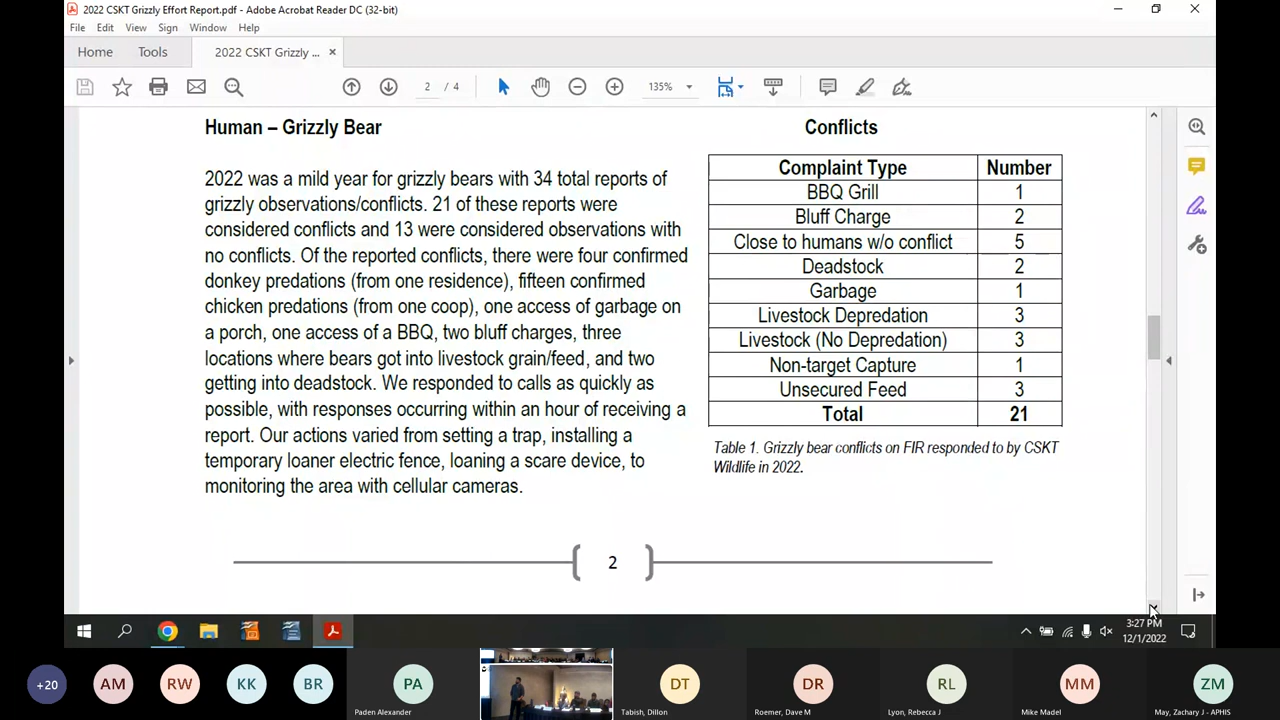 2022 CSKT Grizzly Effort Report.pdf - Adobe Acrobat Reader DC (32-bit)
File Edit View Sign Window Help
Home Tools 2022 CSKT Grizzly ... ×
2 / 4 135%
Human – Grizzly Bear Conflicts
2022 was a mild year for grizzly bears with 34 total reports of
grizzly observations/conflicts. 21 of these reports were
considered conflicts and 13 were considered observations with
no conflicts. Of the reported conflicts, there were four confirmed
donkey predations (from one residence), fifteen confirmed
chicken predations (from one coop), one access of garbage on
a porch, one access of a BBQ, two bluff charges, three
locations where bears got into livestock grain/feed, and two
getting into deadstock. We responded to calls as quickly as
possible, with responses occurring within an hour of receiving a
report. Our actions varied from setting a trap, installing a
temporary loaner electric fence, loaning a scare device, to
monitoring the area with cellular cameras.
Complaint Type Number
BBQ Grill 1
Bluff Charge 2
Close to humans w/o conflict 5
Deadstock 2
Garbage 1
Livestock Depredation 3
Livestock (No Depredation) 3
Non-target Capture 1
Unsecured Feed 3
Total 21
Table 1. Grizzly bear conflicts on FIR responded to by CSKT
Wildlife in 2022.
2
3:27 PM
12/1/2022
+20 AM RW KK BR PA DT DR RL MM ZM
Paden Alexander Tabish, Dillon Roemer, Dave M Lyon, Rebecca J Mike Madel May, Zachary J - APHIS